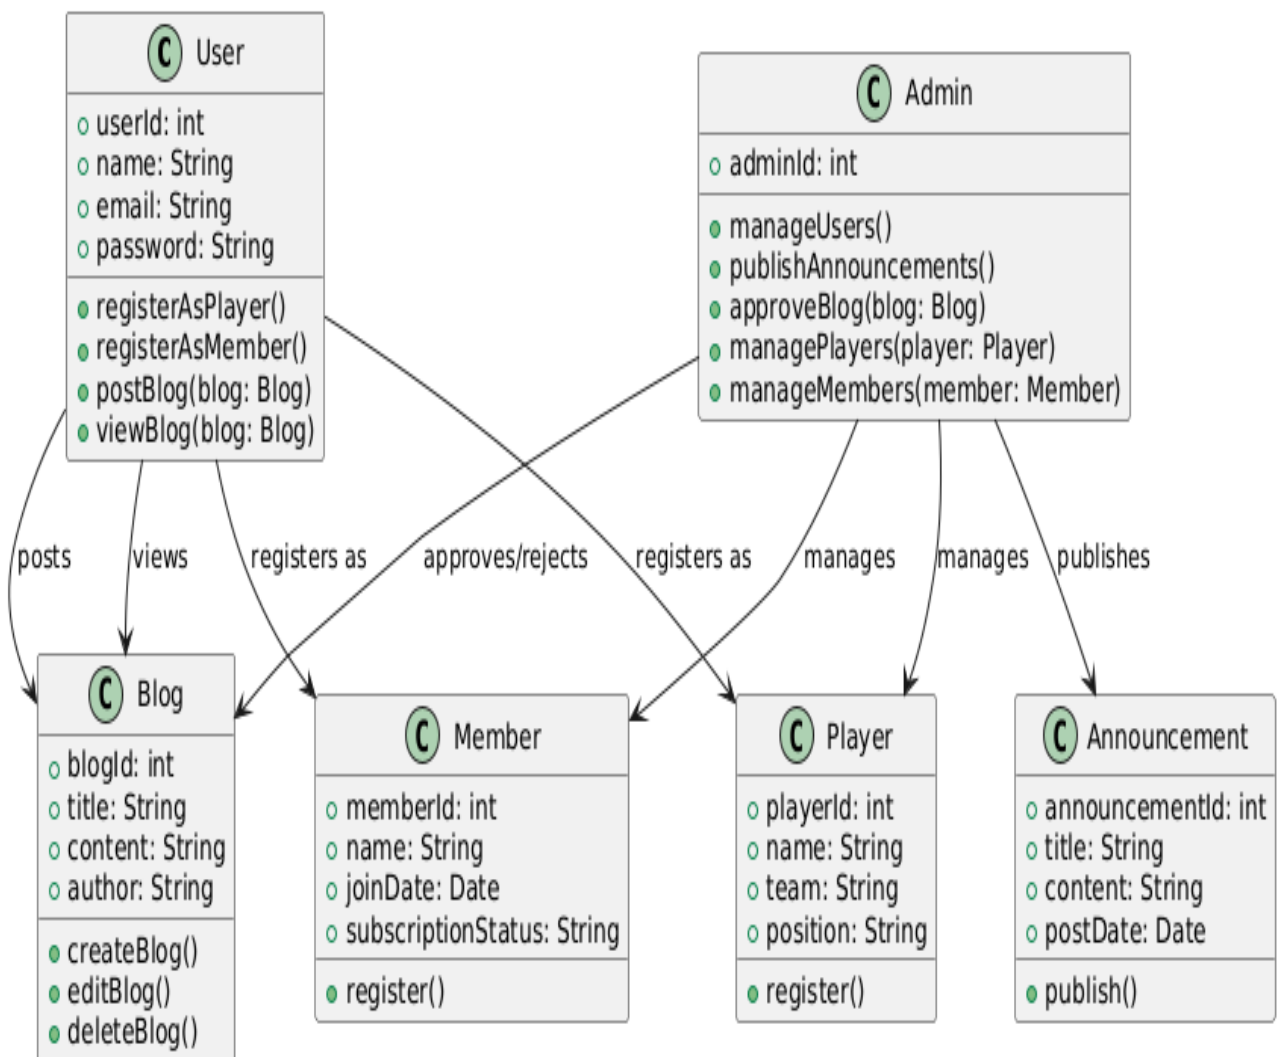 C User
userId: int
name: String
email: String
password: String
registerAsPlayer()
registerAsMember()
postBlog(blog: Blog)
viewBlog(blog: Blog)
C Admin
adminId: int
manageUsers()
publishAnnouncements()
approveBlog(blog: Blog)
managePlayers(player: Player)
manageMembers(member: Member)
posts
views
registers as
approves/rejects
registers as
manages
manages
publishes
C Blog
blogId: int
title: String
content: String
author: String
createBlog()
editBlog()
deleteBlog()
C Member
memberId: int
name: String
joinDate: Date
subscriptionStatus: String
register()
C Player
playerId: int
name: String
team: String
position: String
register()
C Announcement
announcementId: int
title: String
content: String
postDate: Date
publish()